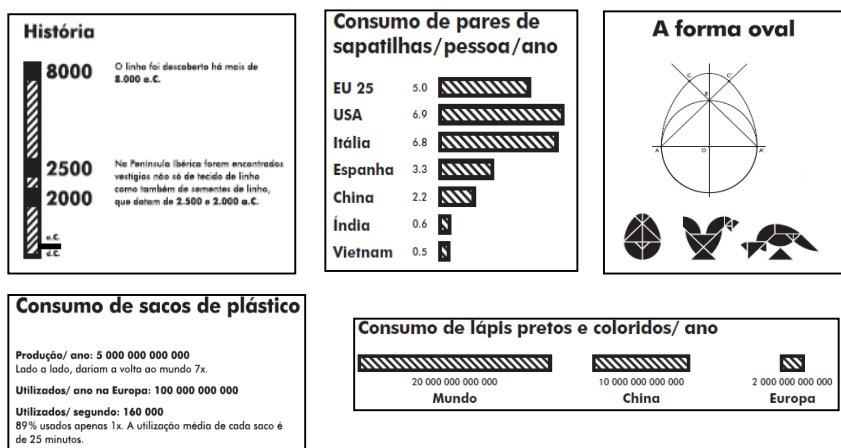 História
8000
O linho foi descoberto há mais de
8.000 a.C.
2500
2000
Na Península Ibérica foram encontrados
vestígios não só de tecido de linho
como também de sementes de linho,
que datam de 2.500 e 2.000 a.C.
a.C.
d.C.
Consumo de pares de
sapatilhas/pessoa/ano
EU 25 5.0
USA 6.9
Itália 6.8
Espanha 3.3
China 2.2
Índia 0.6
Vietnam 0.5
A forma oval
C C'
B
A O A'
Consumo de sacos de plástico
Produção/ ano: 5 000 000 000 000
Lado a lado, dariam a volta ao mundo 7x.
Utilizados/ ano na Europa: 100 000 000 000
Utilizados/ segundo: 160 000
89% usados apenas 1x. A utilização média de cada saco é
de 25 minutos.
Consumo de lápis pretos e coloridos/ ano
20 000 000 000 000 10 000 000 000 000 2 000 000 000 000
Mundo China Europa